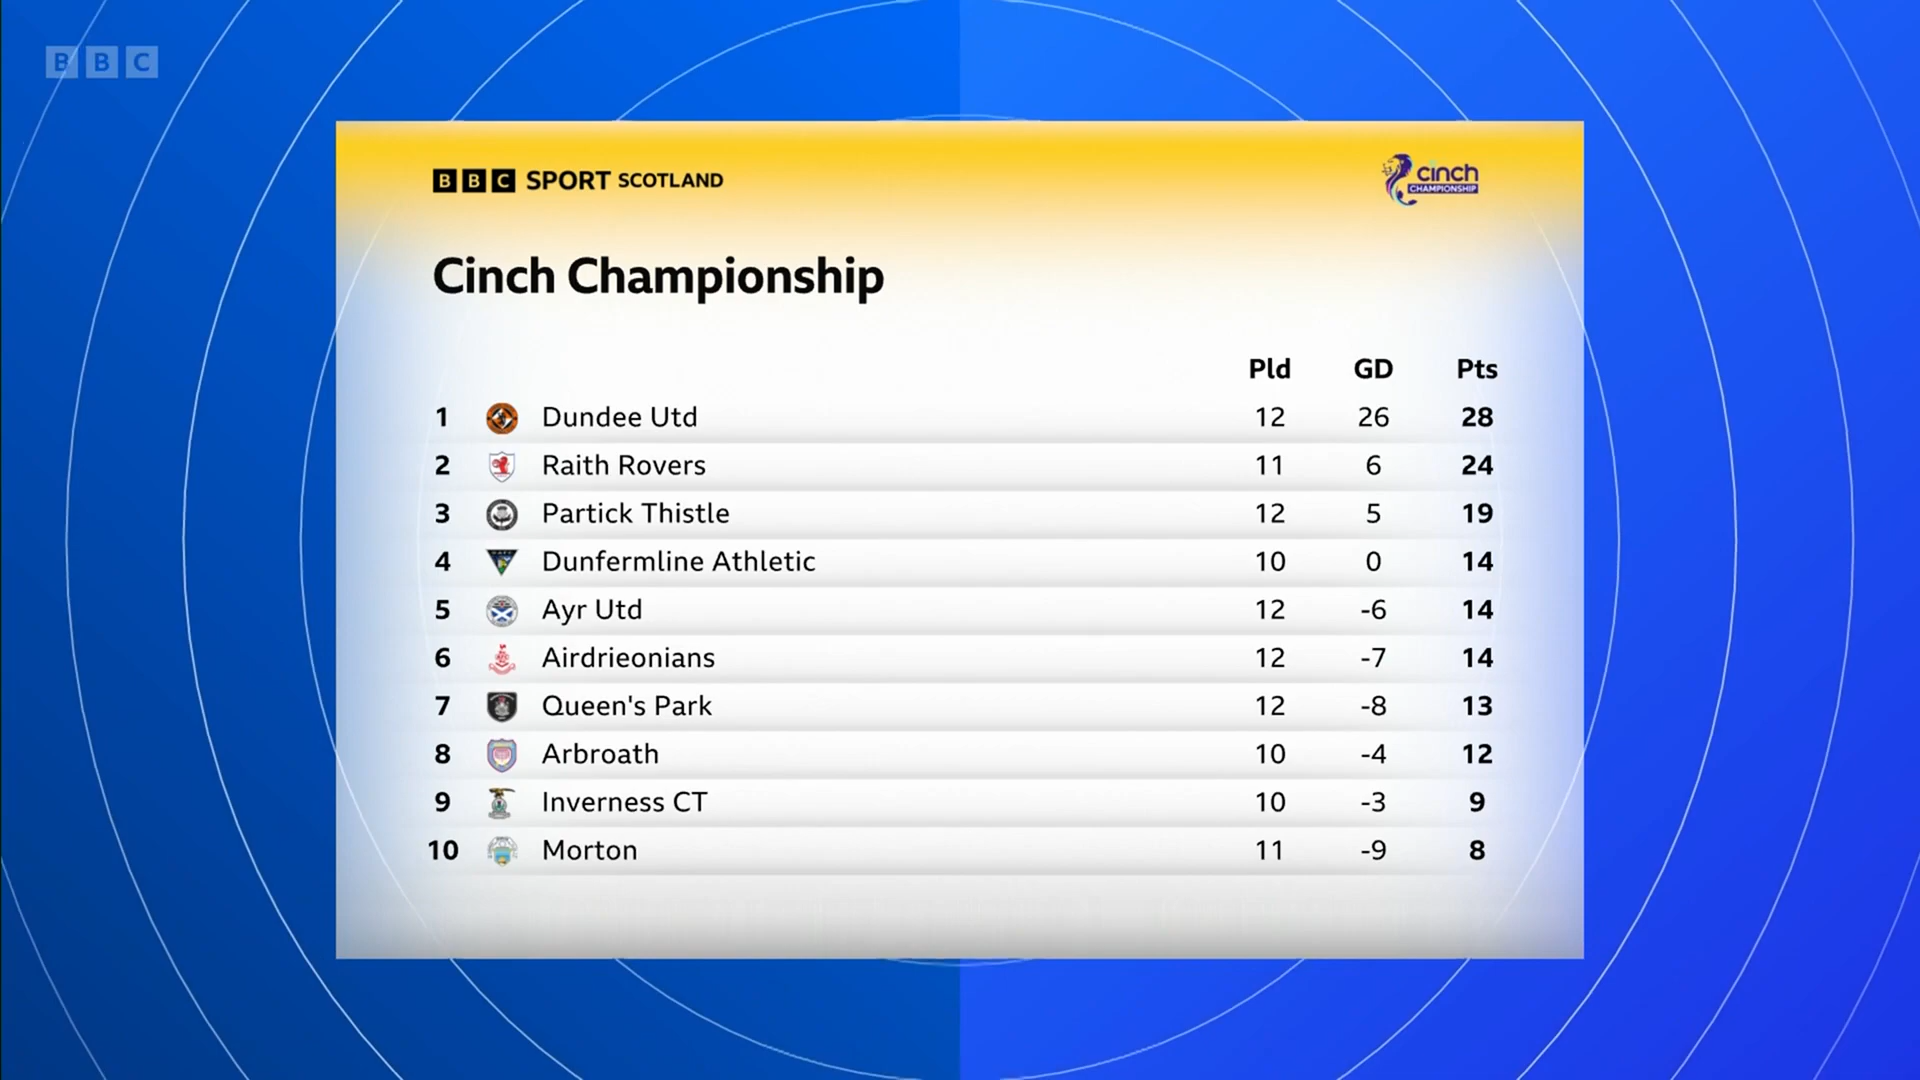 BBC
BBC SPORT SCOTLAND
cinch
CHAMPIONSHIP
Cinch Championship
Pld GD Pts
1 Dundee Utd 12 26 28
2 Raith Rovers 11 6 24
3 Partick Thistle 12 5 19
4 Dunfermline Athletic 10 0 14
5 Ayr Utd 12 -6 14
6 Airdrieonians 12 -7 14
7 Queen's Park 12 -8 13
8 Arbroath 10 -4 12
9 Inverness CT 10 -3 9
10 Morton 11 -9 8